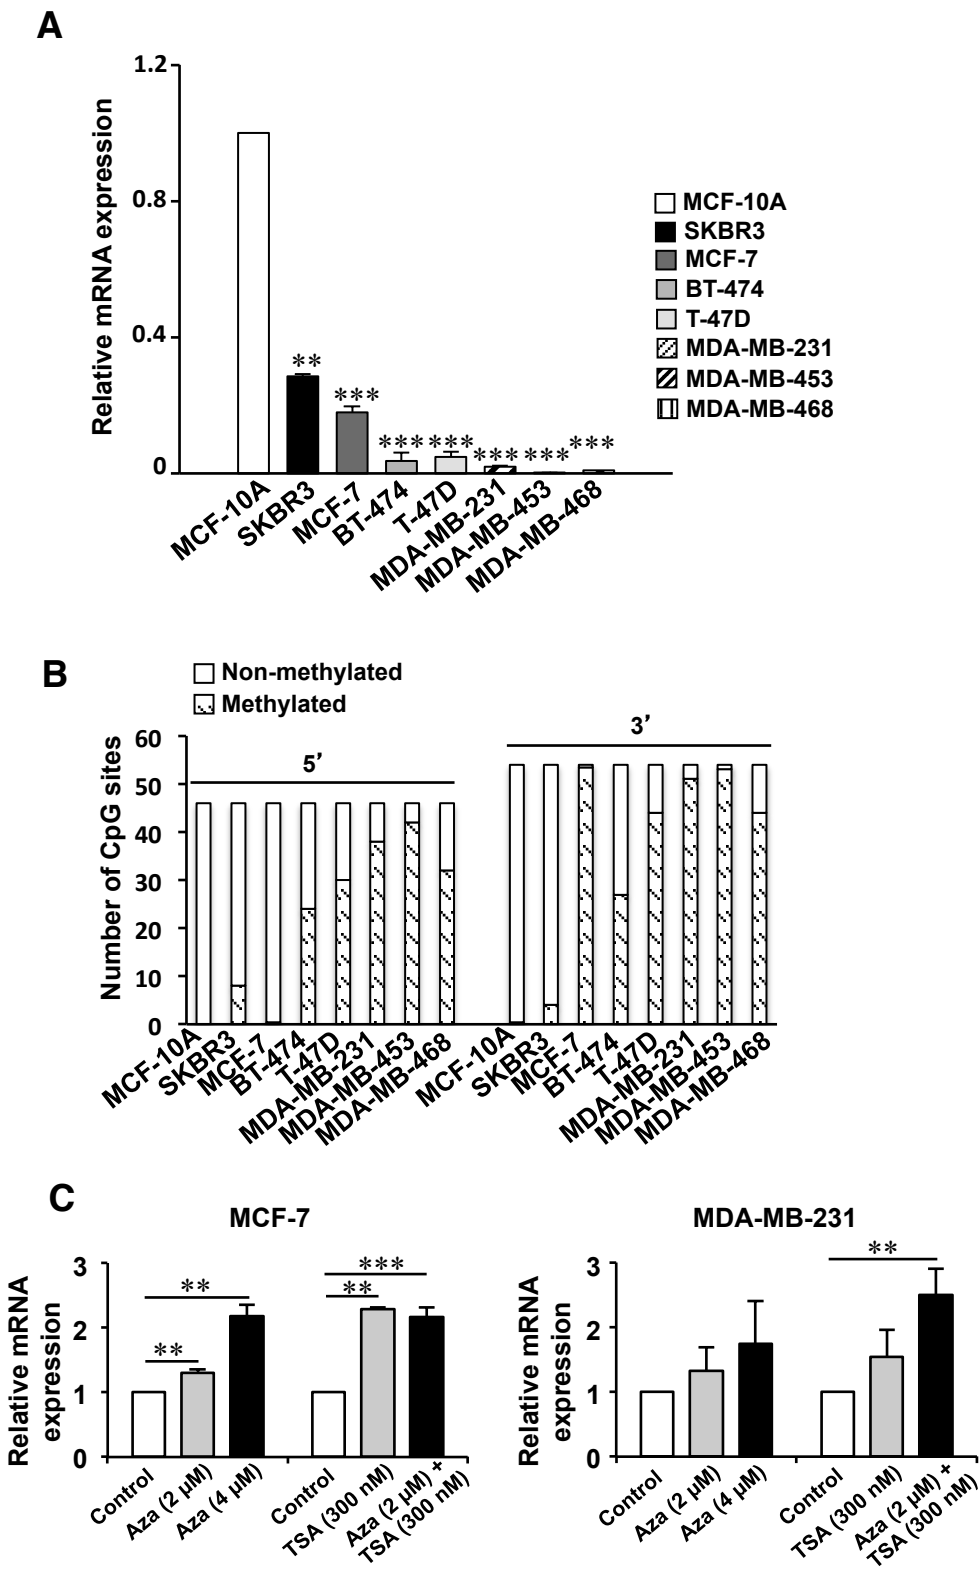 A
Relative mRNA expression
1.2
0.8
0.4
0
**
***
***
***
***
***
***
MCF-10A
SKBR3
MCF-7
BT-474
T-47D
MDA-MB-231
MDA-MB-453
MDA-MB-468
MCF-10A
SKBR3
MCF-7
BT-474
T-47D
MDA-MB-231
MDA-MB-453
MDA-MB-468
B
Non-methylated
Methylated
Number of CpG sites
60
50
40
30
20
10
0
5’
3’
MCF-10A
SKBR3
MCF-7
BT-474
T-47D
MDA-MB-231
MDA-MB-453
MDA-MB-468
MCF-10A
SKBR3
MCF-7
BT-474
T-47D
MDA-MB-231
MDA-MB-453
MDA-MB-468
C
MCF-7
Relative mRNA
expression
3
2
1
0
**
**
***
**
Control
Aza (2 µM)
Aza (4 µM)
Control
TSA (300 nM)
Aza (2 µM) +
TSA (300 nM)
MDA-MB-231
Relative mRNA
expression
3
2
1
0
**
Control
Aza (2 µM)
Aza (4 µM)
Control
TSA (300 nM)
Aza (2 µM) +
TSA (300 nM)